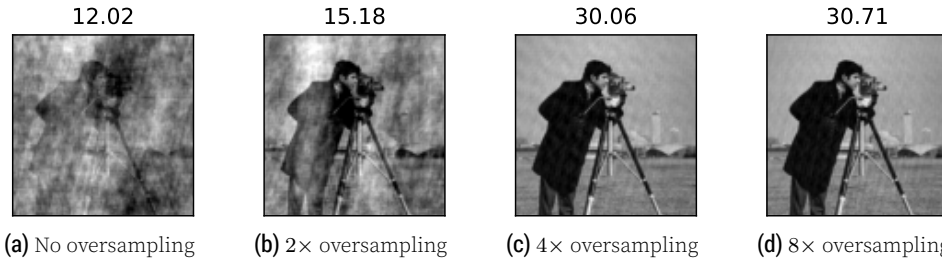 12.02 15.18 30.06 30.71
(a) No oversampling (b) 2× oversampling (c) 4× oversampling (d) 8× oversampling